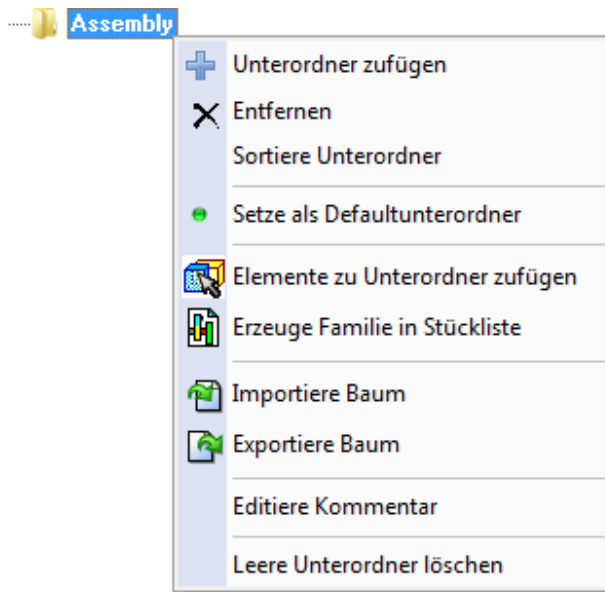 Assembly
Unterordner zufügen
Entfernen
Sortiere Unterordner
Setze als Defaultunterordner
Elemente zu Unterordner zufügen
Erzeuge Familie in Stückliste
Importiere Baum
Exportiere Baum
Editiere Kommentar
Leere Unterordner löschen